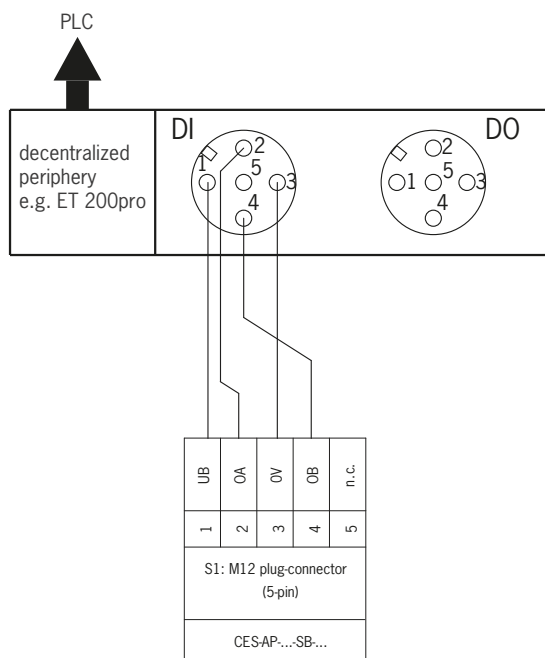 PLC
decentralized
periphery
e.g. ET 200pro
DI
1
2
5
3
4
DO
2
5
1
3
4
UB
OA
0V
OB
n.c.
1
2
3
4
5
S1: M12 plug-connector
(5-pin)
CES-AP-...-SB-...